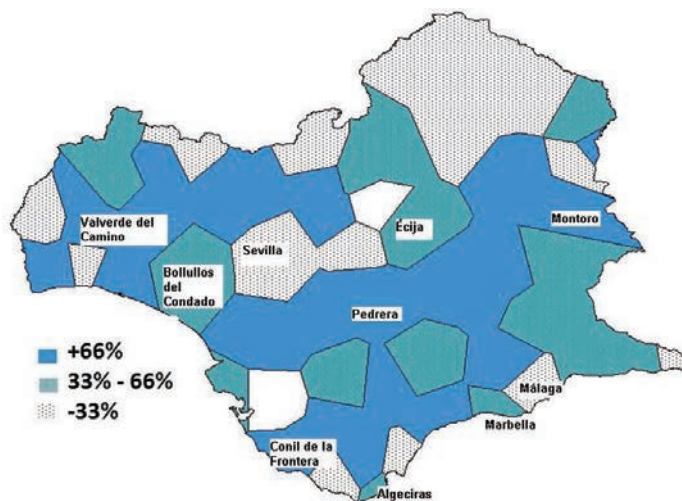 Valverde del
Camino
Bollullos
del
Condado
Sevilla
Écija
Montoro
Pedrera
+66%
33% - 66%
-33%
Málaga
Marbella
Conil de la
Frontera
Algeciras